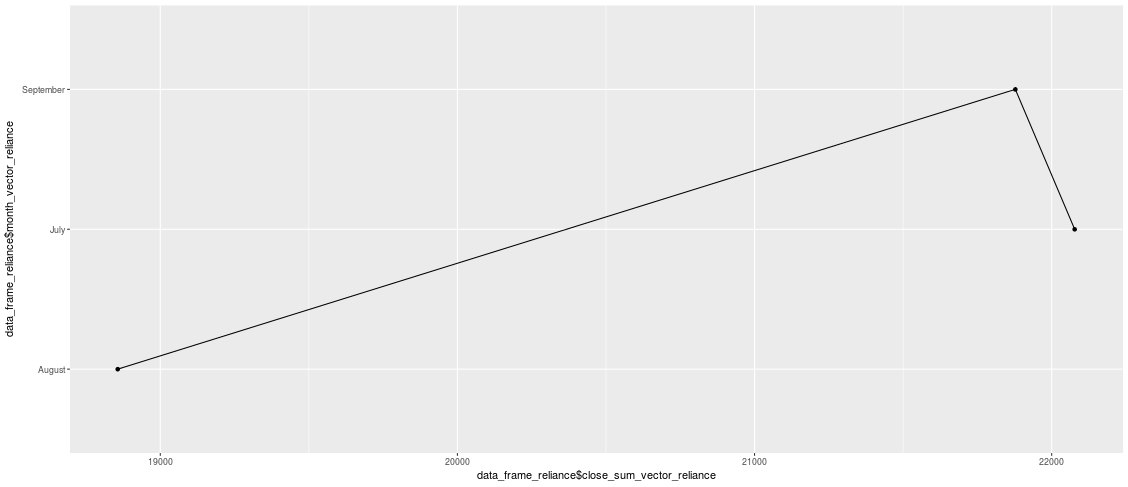 data_frame_reliance$month_vector_reliance
September
July
August
19000 20000 21000 22000
data_frame_reliance$close_sum_vector_reliance